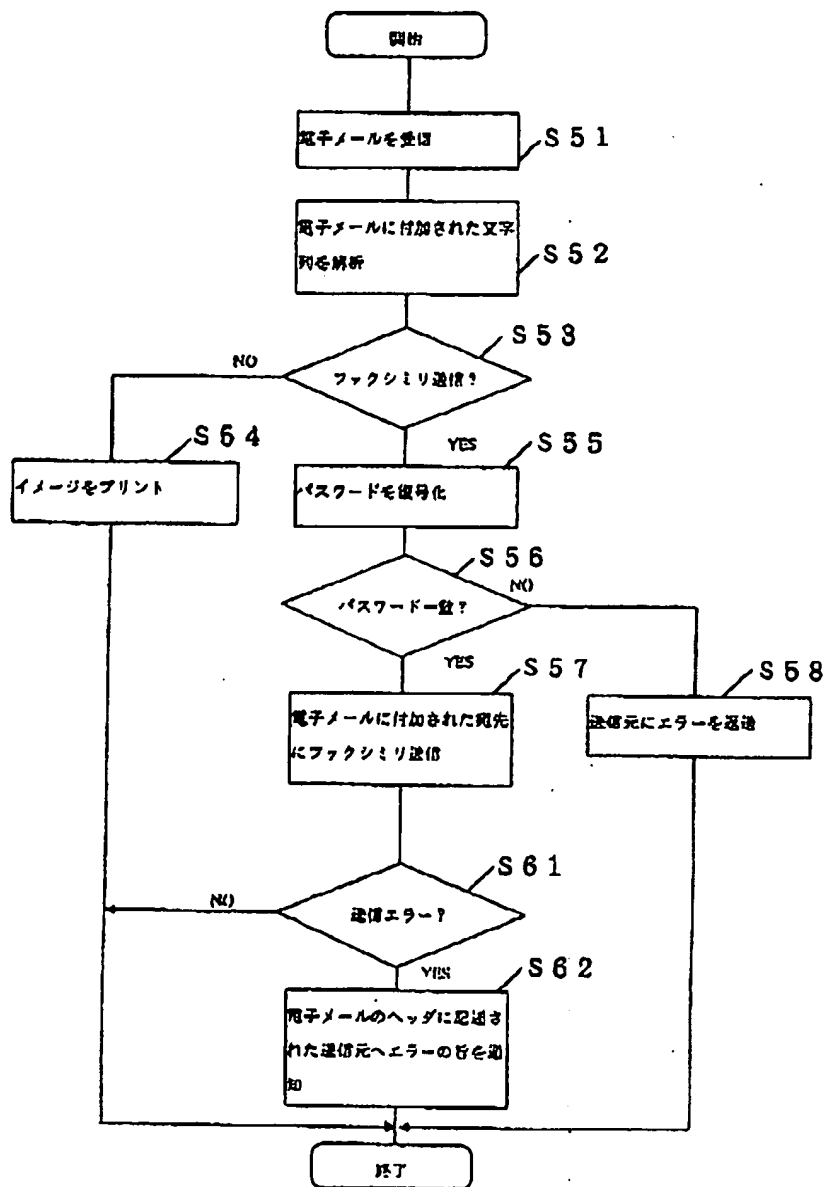 開始
電子メールを受信
S51
電子メールに付加された文字
列を解析
S52
S53
ファクシミリ送信?
NO
YES
S54
イメージをプリント
S55
パスワードを復号化
S56
パスワード一致?
NO
YES
S57
電子メールに付加された宛先
にファクシミリ送信
S58
送信元にエラーを返送
S61
送信エラー?
NO
YES
S62
電子メールのヘッダに記述さ
れた送信元へエラーの旨を通
知
終了